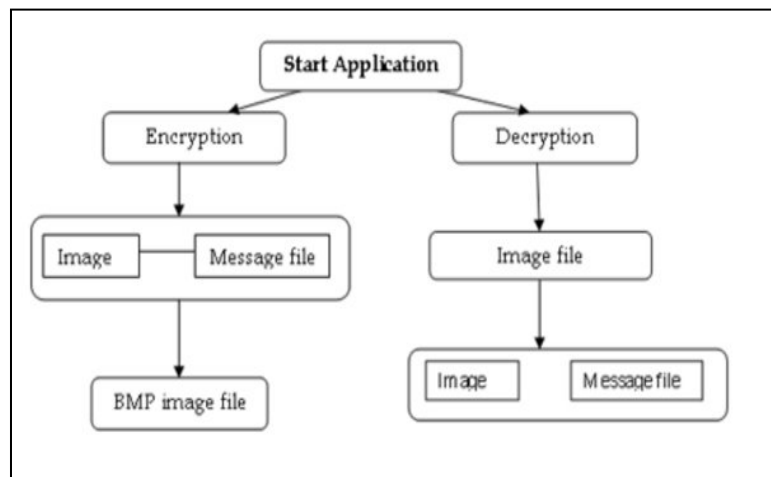 Start Application
Encryption
Decryption
Image
Message file
Image file
BMP image file
Image
Message file